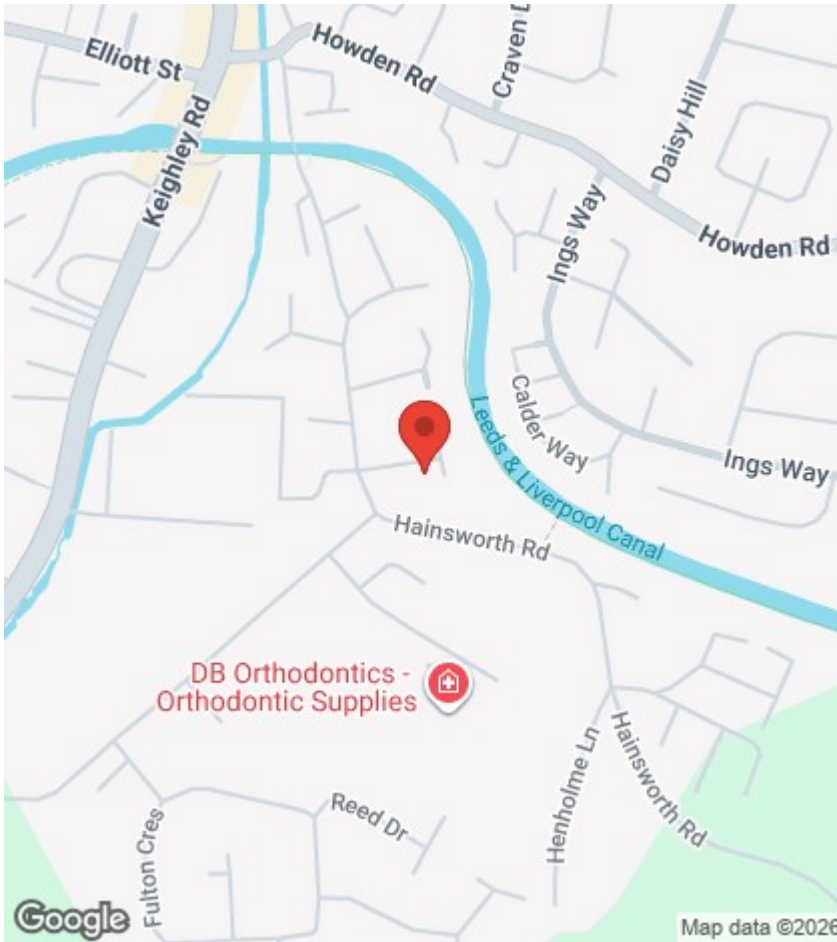 Elliott St
Howden Rd
Craven D
Keighley Rd
Daisy Hill
Ings Way
Howden Rd
Calder Way
Leeds & Liverpool Canal
Ings Way
Hainsworth Rd
DB Orthodontics -
Orthodontic Supplies
Henholme Ln
Hainsworth Rd
Reed Dr
Fulton Cres
Google
Map data ©2026